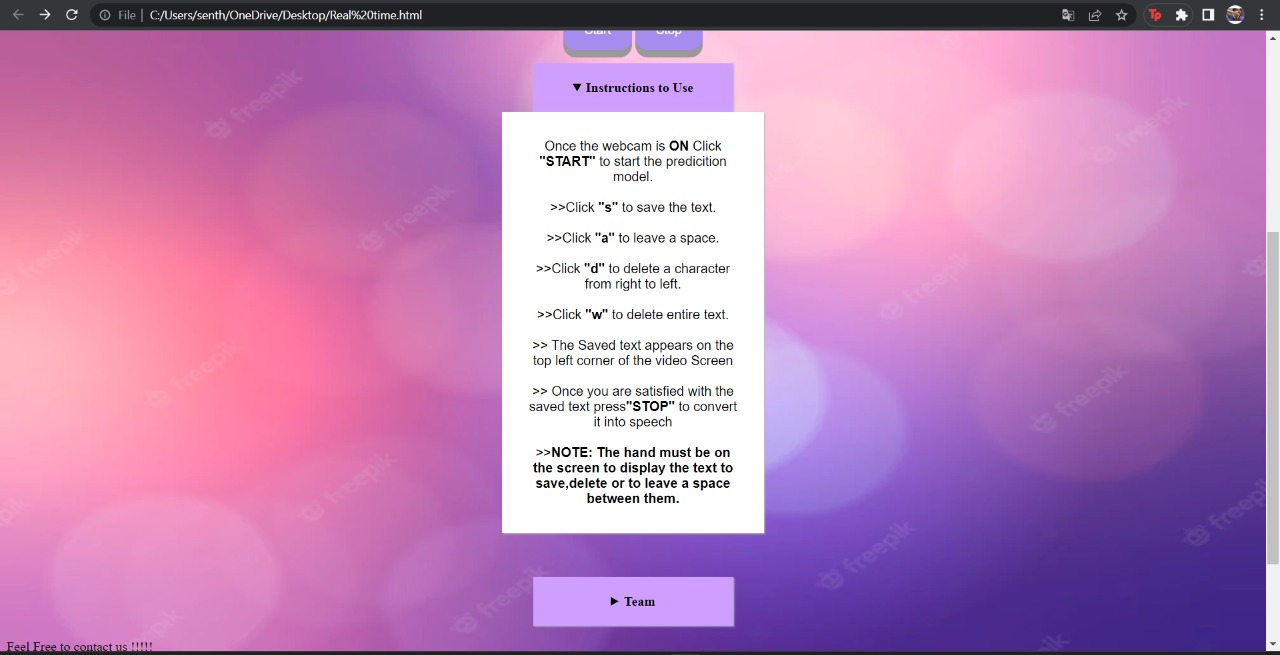 File | C:/Users/senth/OneDrive/Desktop/Real%20time.html
Start Stop
▼ Instructions to Use
Once the webcam is ON Click
"START" to start the predicition
model.
>>Click "s" to save the text.
>>Click "a" to leave a space.
>>Click "d" to delete a character
from right to left.
>>Click "w" to delete entire text.
>> The Saved text appears on the
top left corner of the video Screen
>> Once you are satisfied with the
saved text press"STOP" to convert
it into speech
>>NOTE: The hand must be on
the screen to display the text to
save,delete or to leave a space
between them.
▶ Team
Feel Free to contact us !!!!!
freepik
freepik
freepik
freepik
freepik
freepik
freepik
freepik
freepik
freepik
freepik